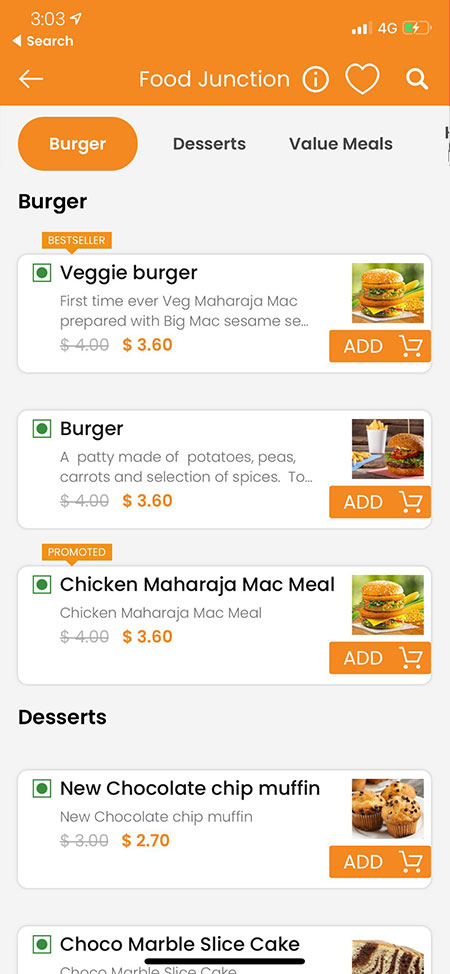 3:03
4G
Search
Food Junction
Burger Desserts Value Meals
Burger
BESTSELLER
Veggie burger
First time ever Veg Maharaja Mac
prepared with Big Mac sesame se...
$ 4.00 $ 3.60
ADD
Burger
A patty made of potatoes, peas,
carrots and selection of spices. To...
$ 4.00 $ 3.60
ADD
PROMOTED
Chicken Maharaja Mac Meal
Chicken Maharaja Mac Meal
$ 4.00 $ 3.60
ADD
Desserts
New Chocolate chip muffin
New Chocolate chip muffin
$ 3.00 $ 2.70
ADD
Choco Marble Slice Cake
Choco Marble Slice Cake